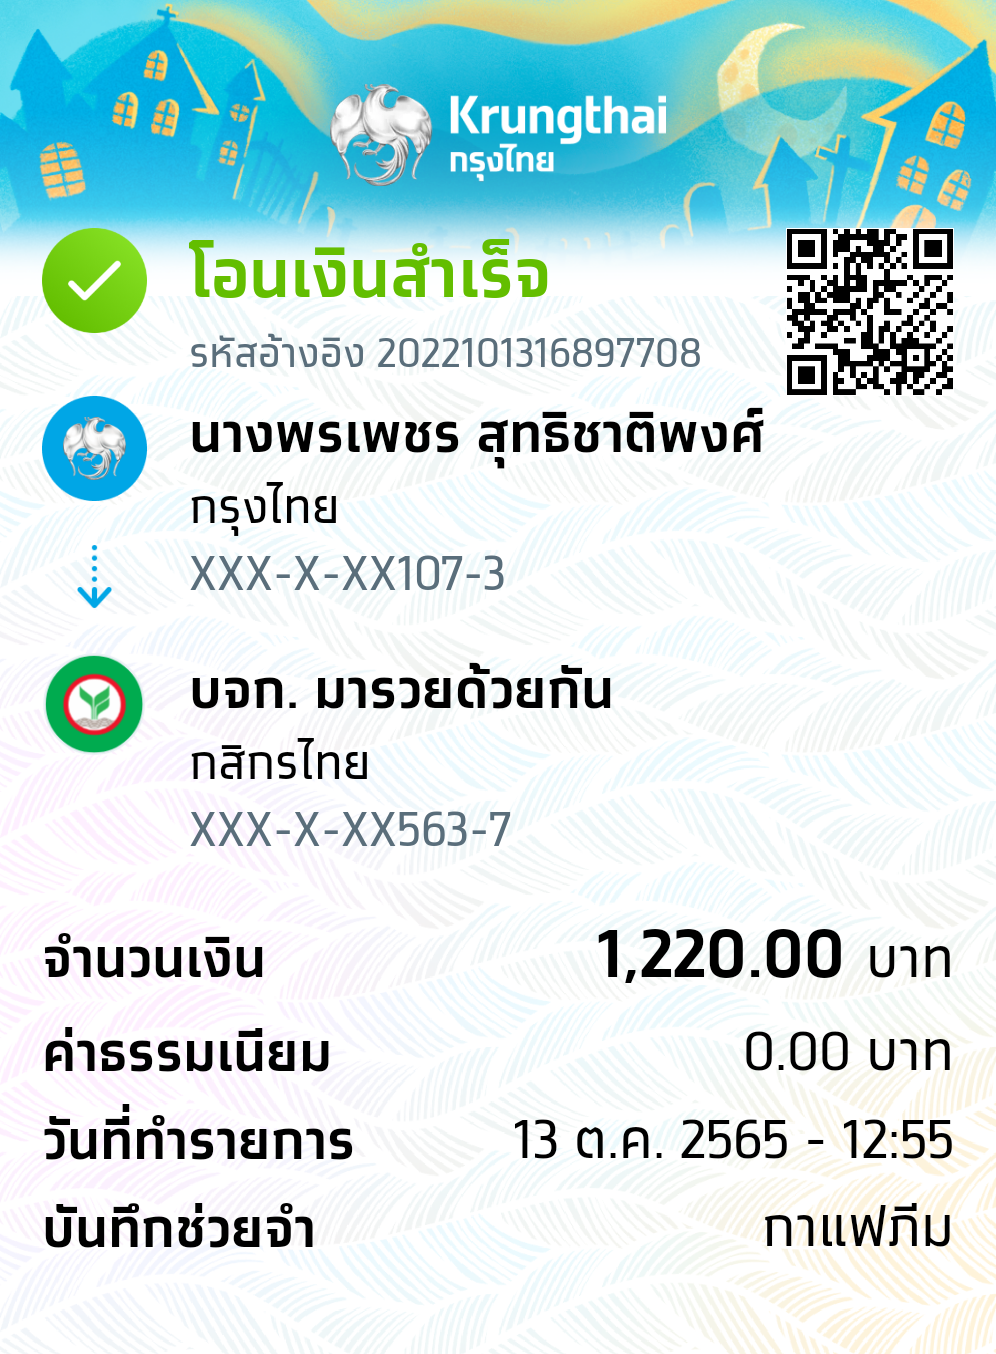 Krungthai
กรุงไทย
โอนเงินสำเร็จ
รหัสอ้างอิง 2022101316897708
นางพรเพชร สุทธิชาติพงศ์
กรุงไทย
XXX-X-XX107-3
บจก. มารวยด้วยกัน
กสิกรไทย
XXX-X-XX563-7
จำนวนเงิน 1,220.00 บาท
ค่าธรรมเนียม 0.00 บาท
วันที่ทำรายการ 13 ต.ค. 2565 - 12:55
บันทึกช่วยจำ กาแฟภีม